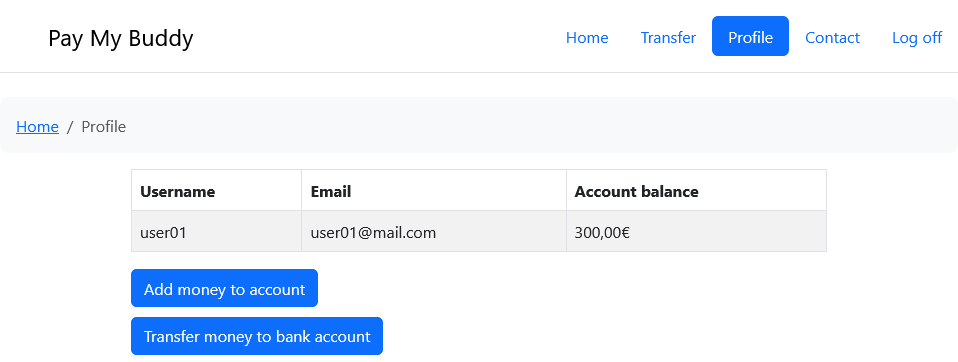 Pay My Buddy Home Transfer Profile Contact Log off
Home / Profile
Username Email Account balance
user01 user01@mail.com 300,00€
Add money to account
Transfer money to bank account